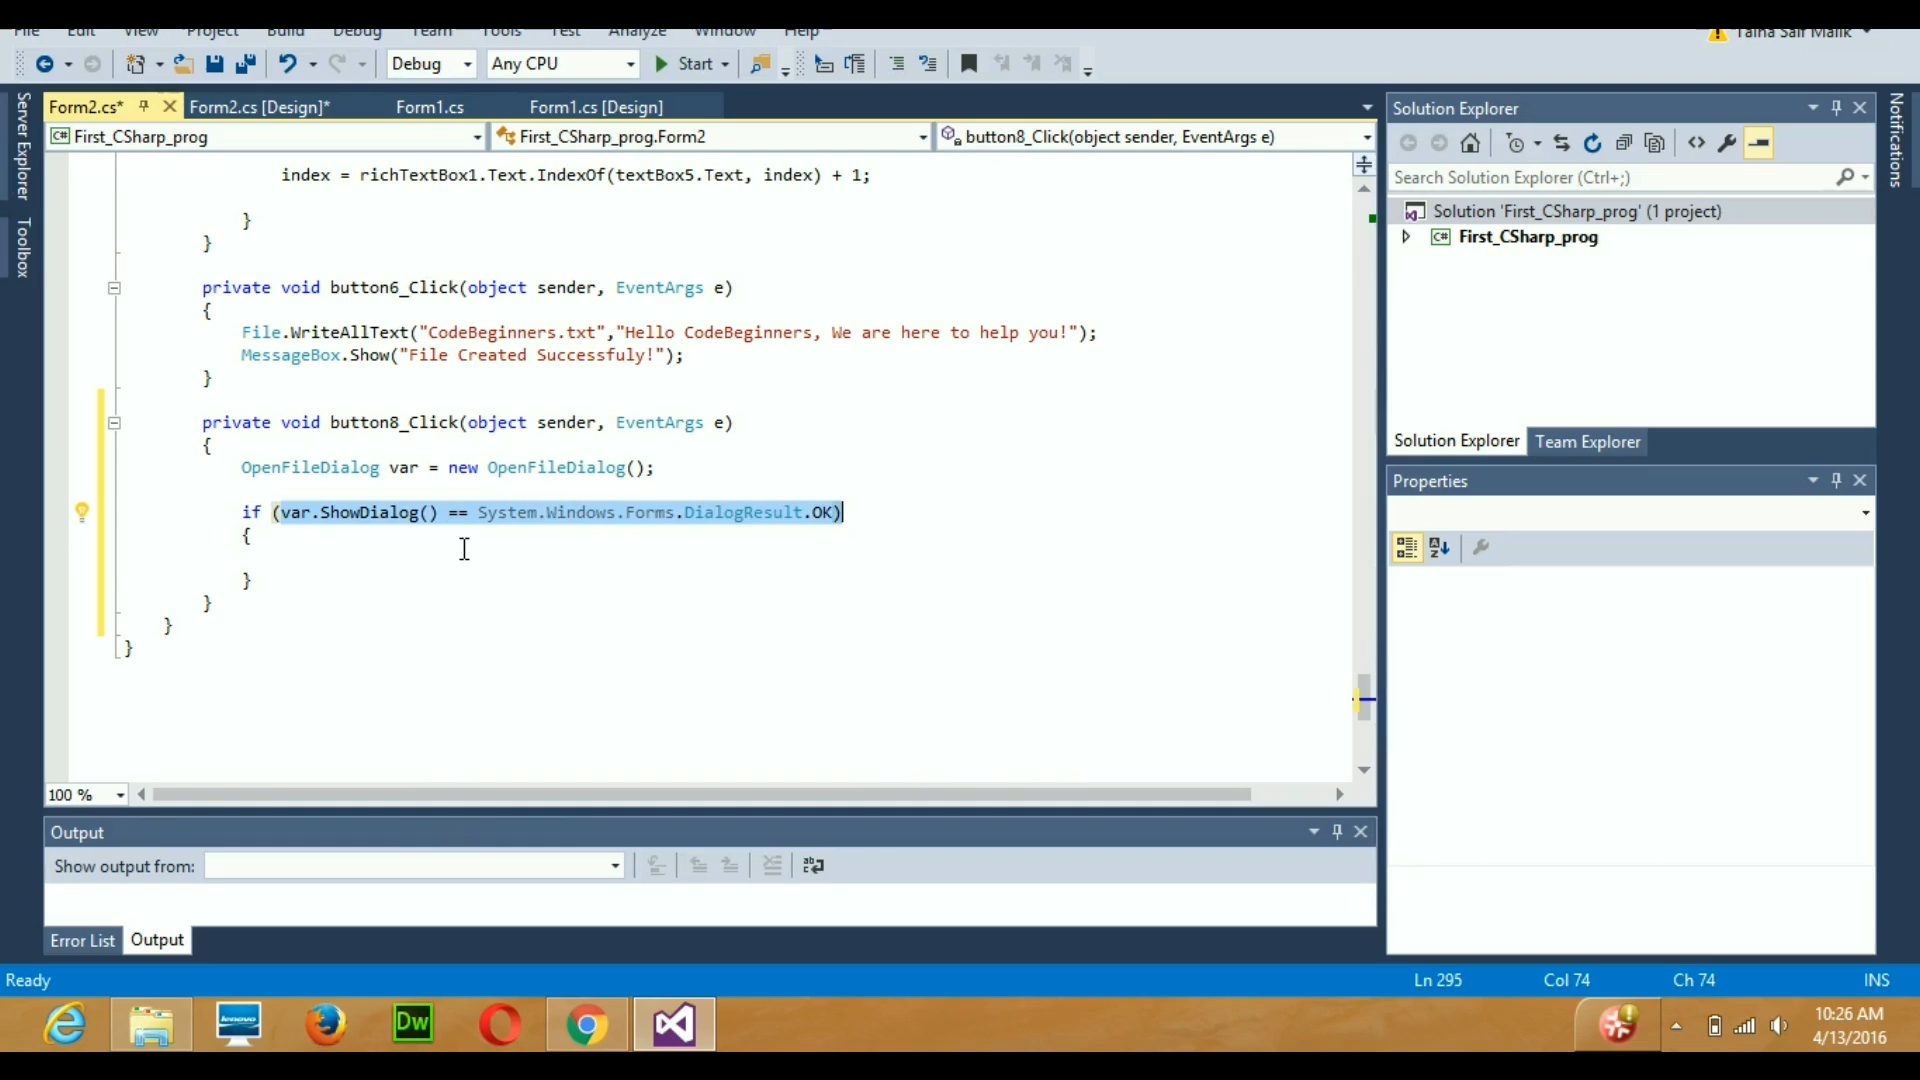 File Edit View Project Build Debug Team Tools Test Analyze Window Help
Talha Saif Malik
Debug Any CPU Start
Server Explorer
Toolbox
Form2.cs* Form2.cs [Design]* Form1.cs Form1.cs [Design]
First_CSharp_prog First_CSharp_prog.Form2 button8_Click(object sender, EventArgs e)
index = richTextBox1.Text.IndexOf(textBox5.Text, index) + 1;
}
}
private void button6_Click(object sender, EventArgs e)
{
File.WriteAllText("CodeBeginners.txt","Hello CodeBeginners, We are here to help you!");
MessageBox.Show("File Created Successfuly!");
}
private void button8_Click(object sender, EventArgs e)
{
OpenFileDialog var = new OpenFileDialog();
if (var.ShowDialog() == System.Windows.Forms.DialogResult.OK)
{
}
}
}
}
100 %
Output
Show output from:
Error List Output
Solution Explorer
Search Solution Explorer (Ctrl+;)
Solution 'First_CSharp_prog' (1 project)
C# First_CSharp_prog
Solution Explorer Team Explorer
Properties
Notifications
Ready Ln 295 Col 74 Ch 74 INS
lenovo
Dw
10:26 AM
4/13/2016